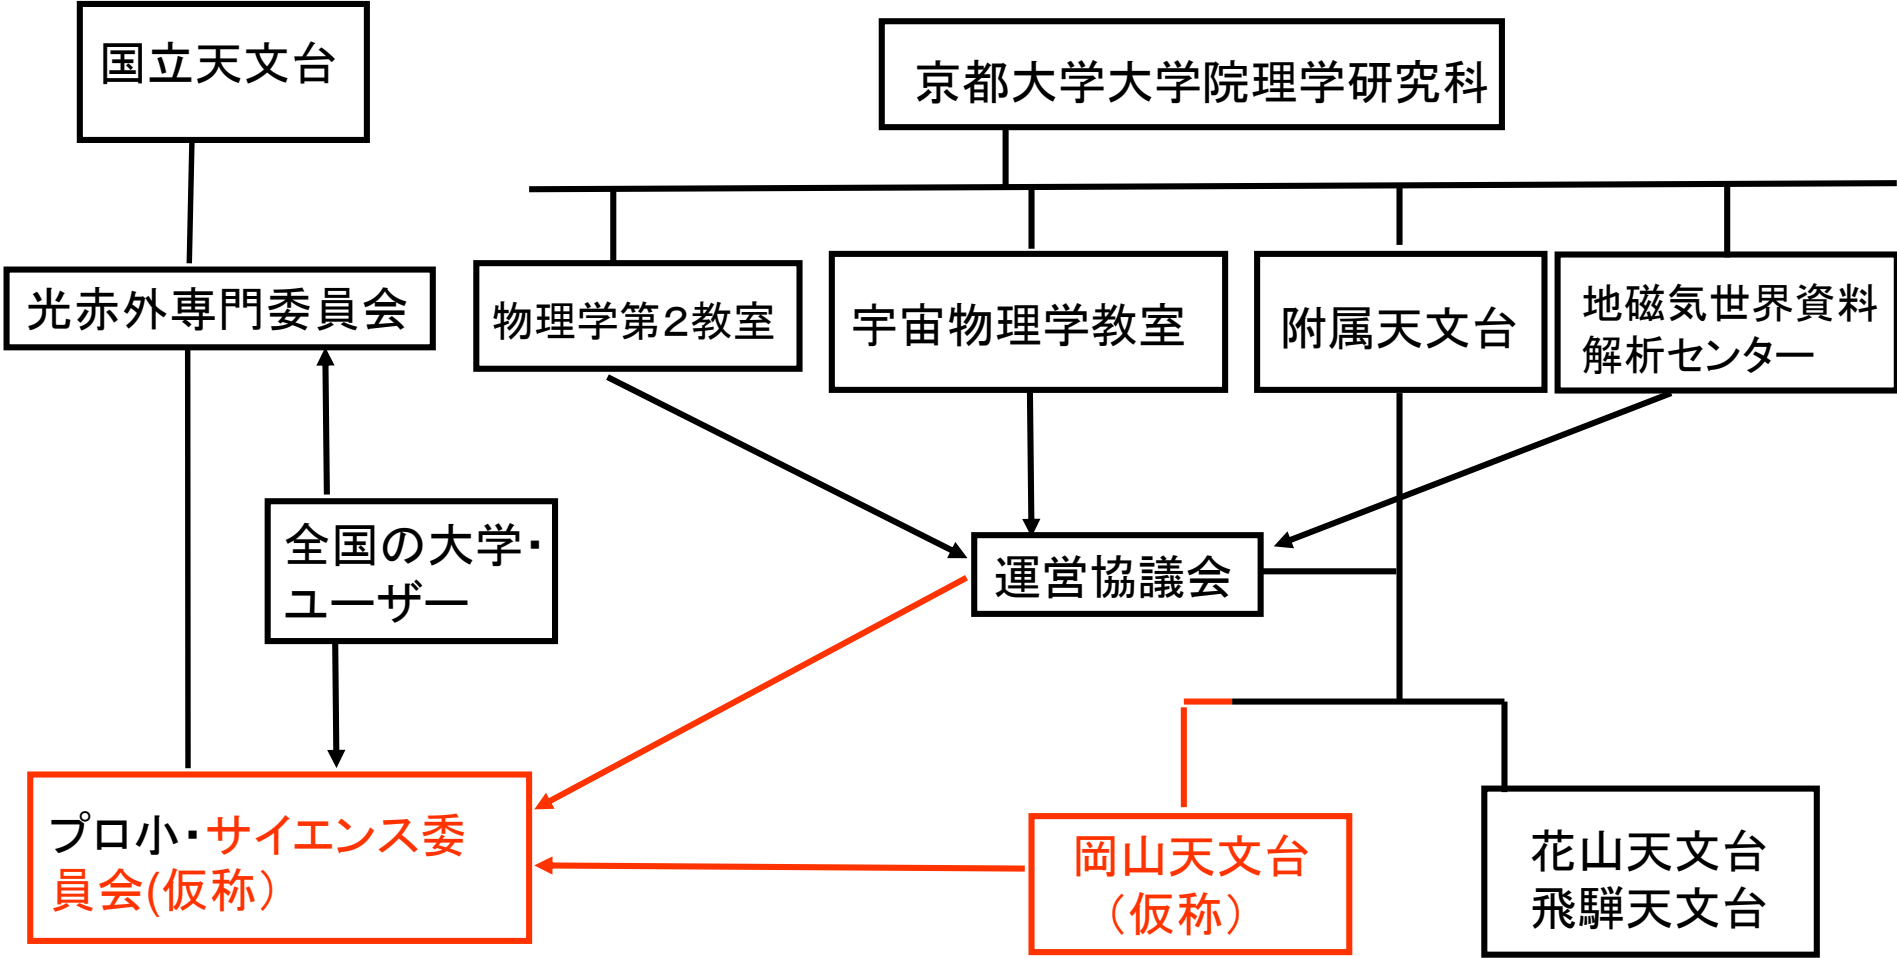 国立天文台
京都大学大学院理学研究科
光赤外専門委員会
物理学第2教室
宇宙物理学教室
附属天文台
地磁気世界資料
解析センター
全国の大学・
ユーザー
運営協議会
プロ小・サイエンス委
員会(仮称）
岡山天文台
（仮称）
花山天文台
飛騨天文台